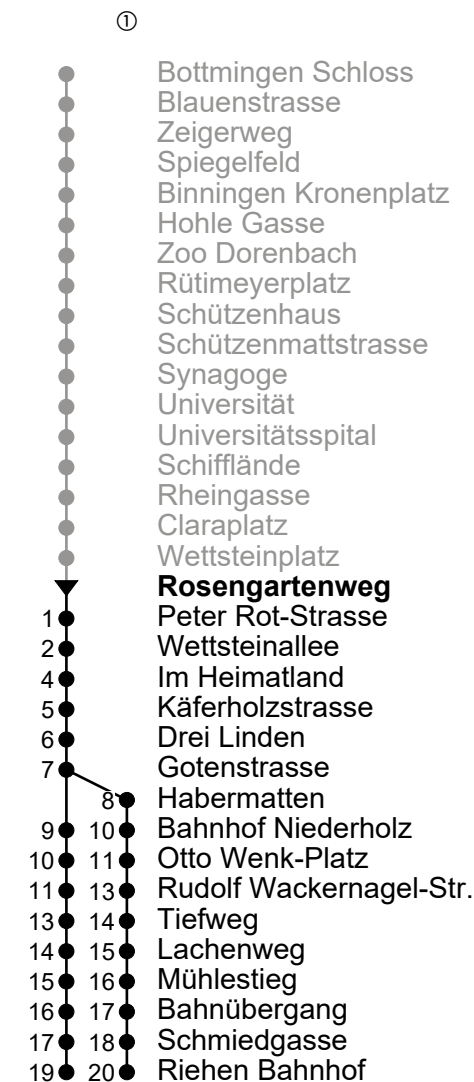 ①
Bottmingen Schloss
Blauenstrasse
Zeigerweg
Spiegelfeld
Binningen Kronenplatz
Hohle Gasse
Zoo Dorenbach
Rütimeyerplatz
Schützenhaus
Schützenmattstrasse
Synagoge
Universität
Universitätsspital
Schifflände
Rheingasse
Claraplatz
Wettsteinplatz
Rosengartenweg
1 Peter Rot-Strasse
2 Wettsteinallee
4 Im Heimatland
5 Käferholzstrasse
6 Drei Linden
7 Gotenstrasse
8 Habermatten
9 10 Bahnhof Niederholz
10 11 Otto Wenk-Platz
11 13 Rudolf Wackernagel-Str.
13 14 Tiefweg
14 15 Lachenweg
15 16 Mühlestieg
16 17 Bahnübergang
17 18 Schmiedgasse
19 20 Riehen Bahnhof